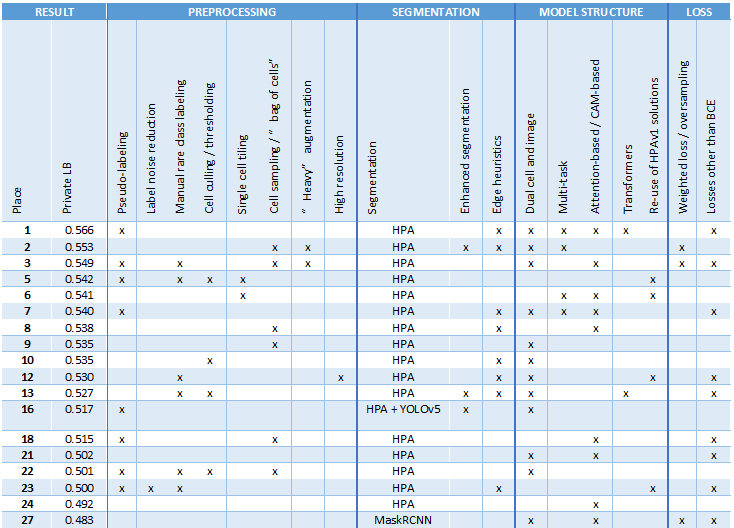 RESULT PREPROCESSING SEGMENTATION MODEL STRUCTURE LOSS
Place
Private LB
Pseudo-labeling
Label noise reduction
Manual rare class labeling
Cell culling / thresholding
Single cell tiling
Cell sampling / “ bag of cells”
“ Heavy” augmentation
High resolution
Segmentation
Enhanced segmentation
Edge heuristics
Dual cell and image
Multi-task
Attention-based / CAM-based
Transformers
Re-use of HPAv1 solutions
Weighted loss / oversampling
Losses other than BCE
1 0.566 x HPA x x x x x x
2 0.553 x x HPA x x x x x
3 0.549 x x x x HPA x x x x
5 0.542 x x x x HPA x
6 0.541 x HPA x x x
7 0.540 x HPA x x x x x
8 0.538 x HPA x x
9 0.535 x HPA x
10 0.535 x HPA x x
12 0.530 x x HPA x x x x
13 0.527 x x HPA x x x x x
16 0.517 x HPA + YOLOv5 x x
18 0.515 x x HPA x x
21 0.502 HPA x x x
22 0.501 x x x x HPA x
23 0.500 x x x HPA x x x
24 0.492 HPA x
27 0.483 MaskRCNN x x x x